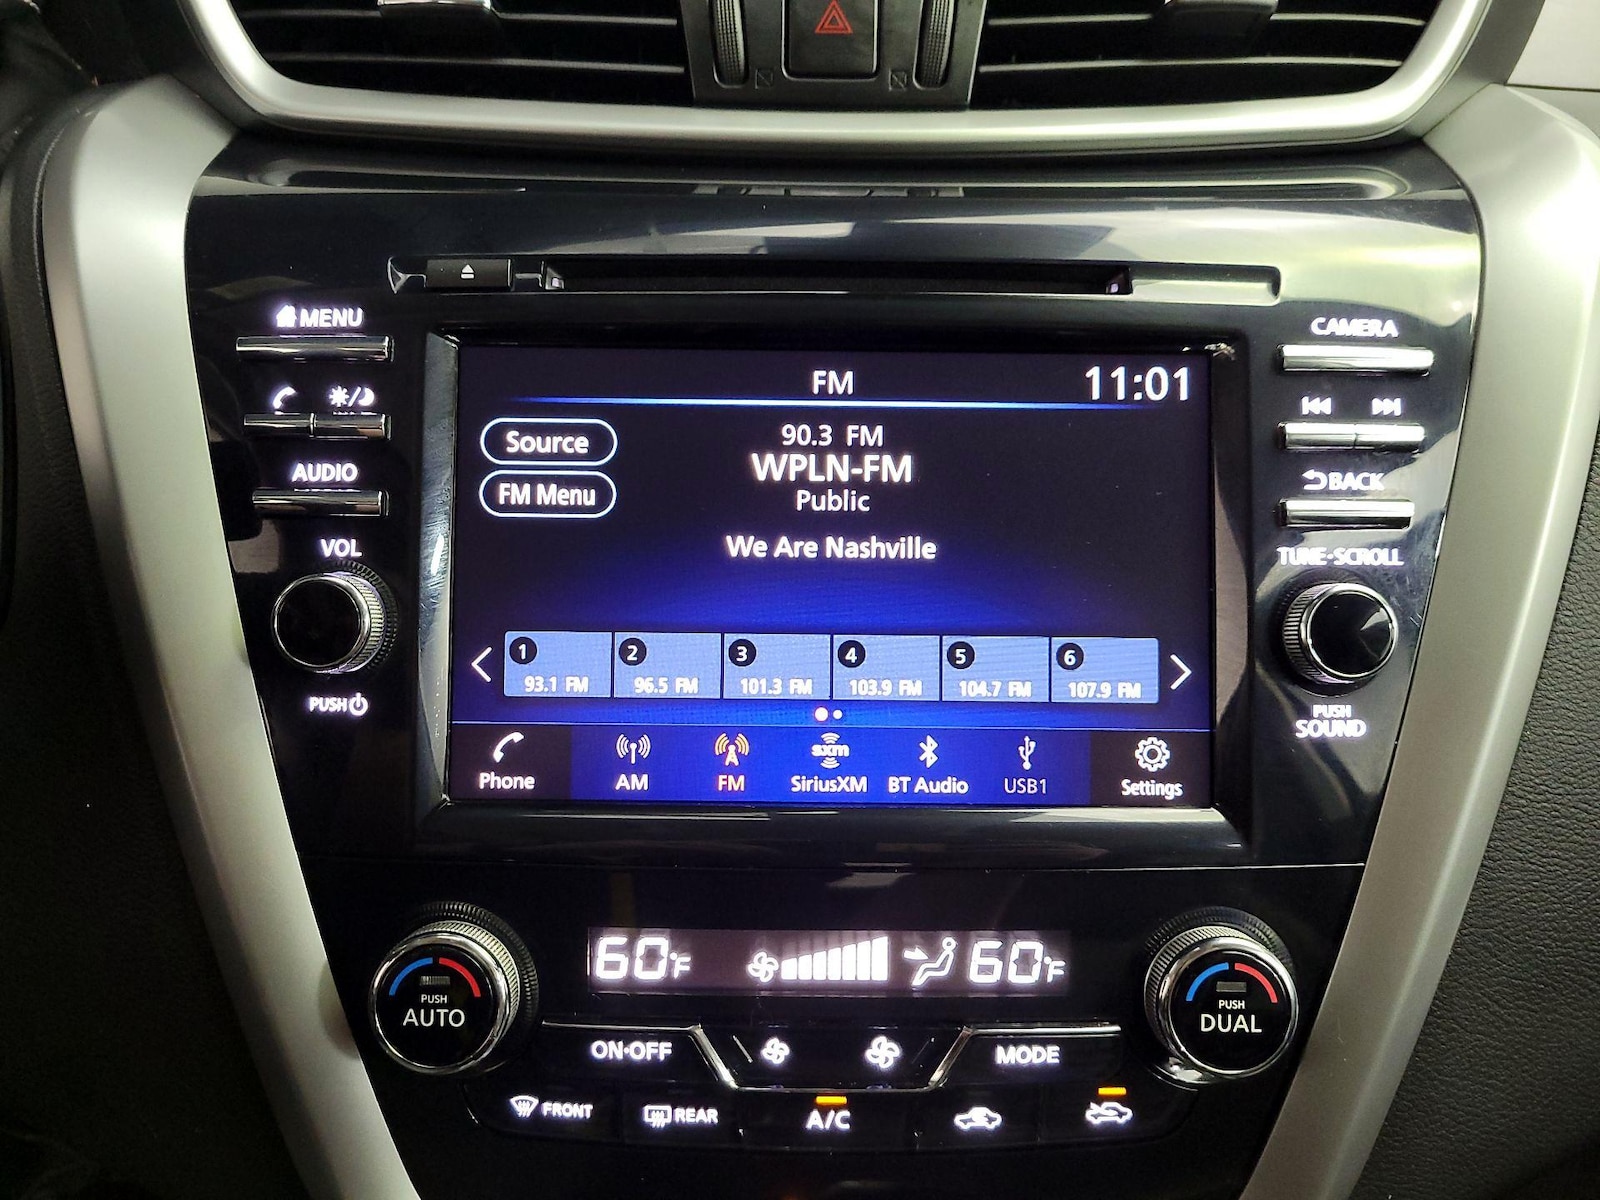 MENU
CAMERA
AUDIO
BACK
VOL
TUNE·SCROLL
PUSH
PUSH
SOUND
FM
11:01
Source
FM Menu
90.3 FM
WPLN-FM
Public
We Are Nashville
1 2 3 4 5 6
93.1 FM 96.5 FM 101.3 FM 103.9 FM 104.7 FM 107.9 FM
sxm
Phone AM FM SiriusXM BT Audio USB1 Settings
60°F 60°F
PUSH
AUTO
PUSH
DUAL
ON·OFF MODE
FRONT REAR A/C